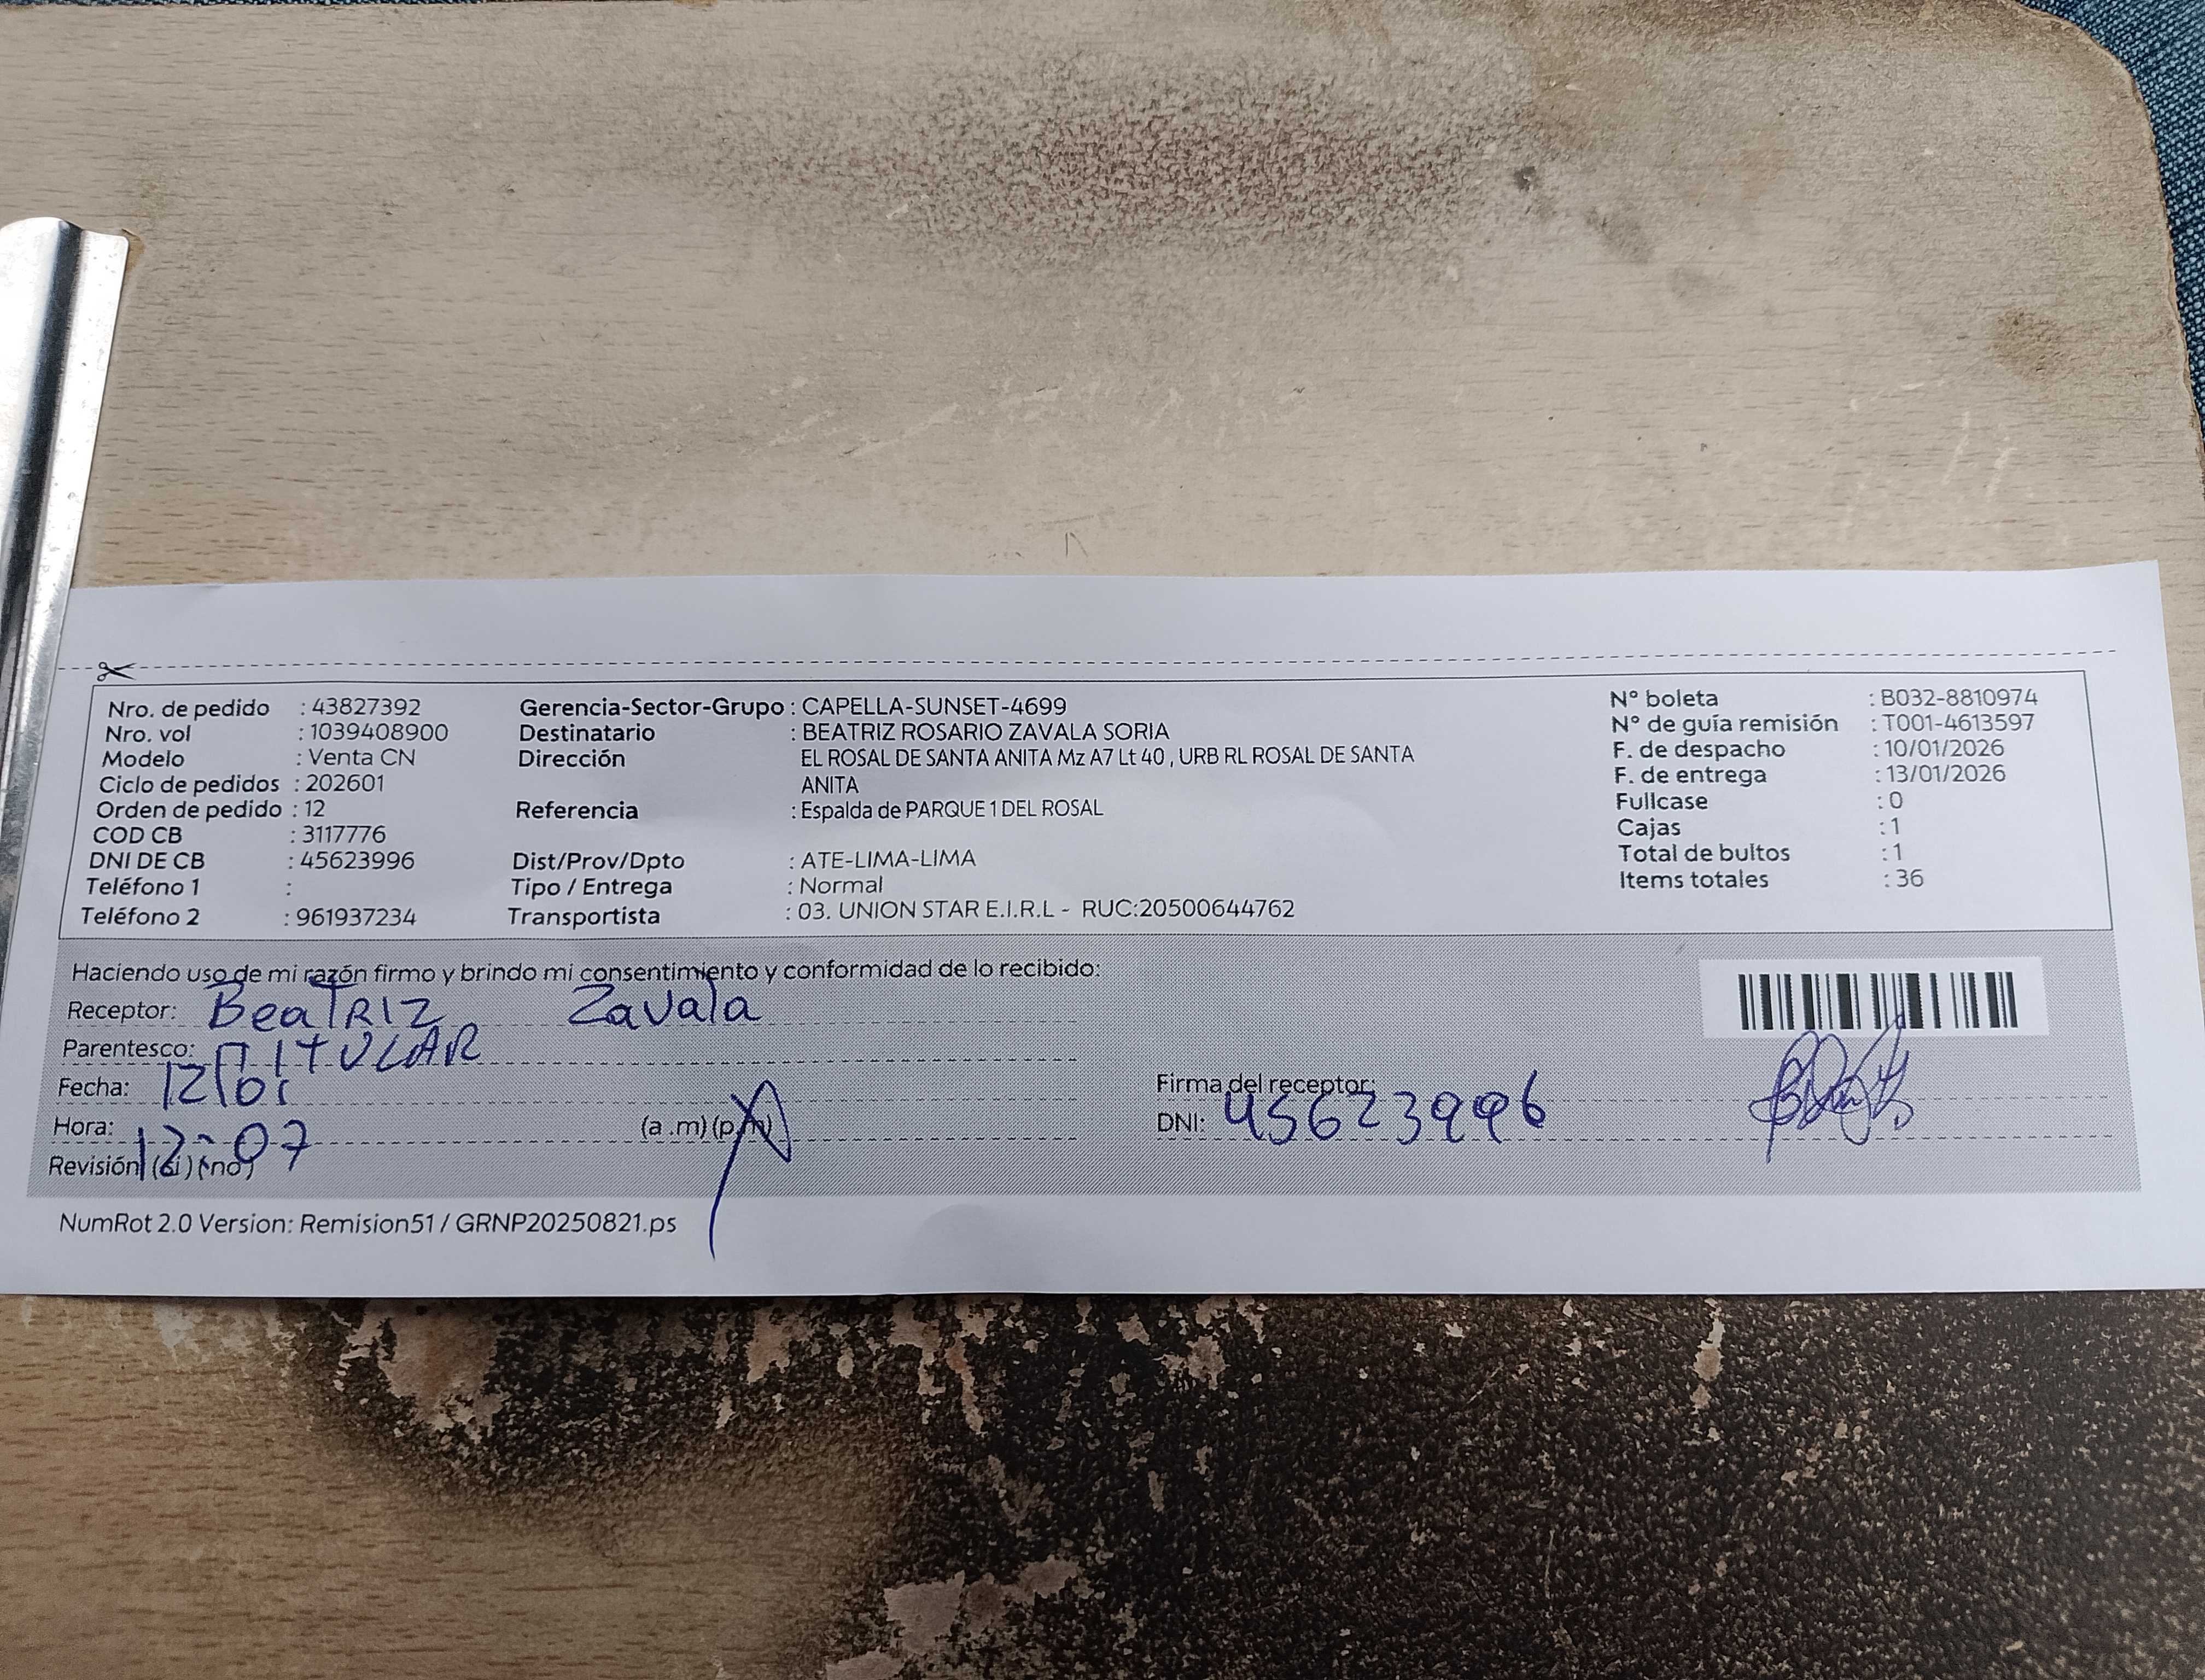 Nro. de pedido : 43827392
Nro. vol : 1039408900
Modelo : Venta CN
Ciclo de pedidos : 202601
Orden de pedido : 12
COD CB : 3117776
DNI DE CB : 45623996
Teléfono 1 :
Teléfono 2 : 961937234
Gerencia-Sector-Grupo : CAPELLA-SUNSET-4699
Destinatario : BEATRIZ ROSARIO ZAVALA SORIA
Dirección EL ROSAL DE SANTA ANITA Mz A7 Lt 40 , URB RL ROSAL DE SANTA
ANITA
Referencia : Espalda de PARQUE 1 DEL ROSAL
Dist/Prov/Dpto : ATE-LIMA-LIMA
Tipo / Entrega : Normal
Transportista : 03. UNION STAR E.I.R.L - RUC:20500644762
N° boleta : B032-8810974
N° de guía remisión : T001-4613597
F. de despacho : 10/01/2026
F. de entrega : 13/01/2026
Fullcase : 0
Cajas : 1
Total de bultos : 1
Items totales : 36
Haciendo uso de mi razón firmo y brindo mi consentimiento y conformidad de lo recibido:
Receptor: BeaTRIZ Zavala
Parentesco: TITULAR
Fecha: 12/01
Hora: 12:07 (a .m) (p.m)
Revisión (si) (no)
Firma del receptor:
DNI: 45623996
NumRot 2.0 Version: Remision51 / GRNP20250821.ps